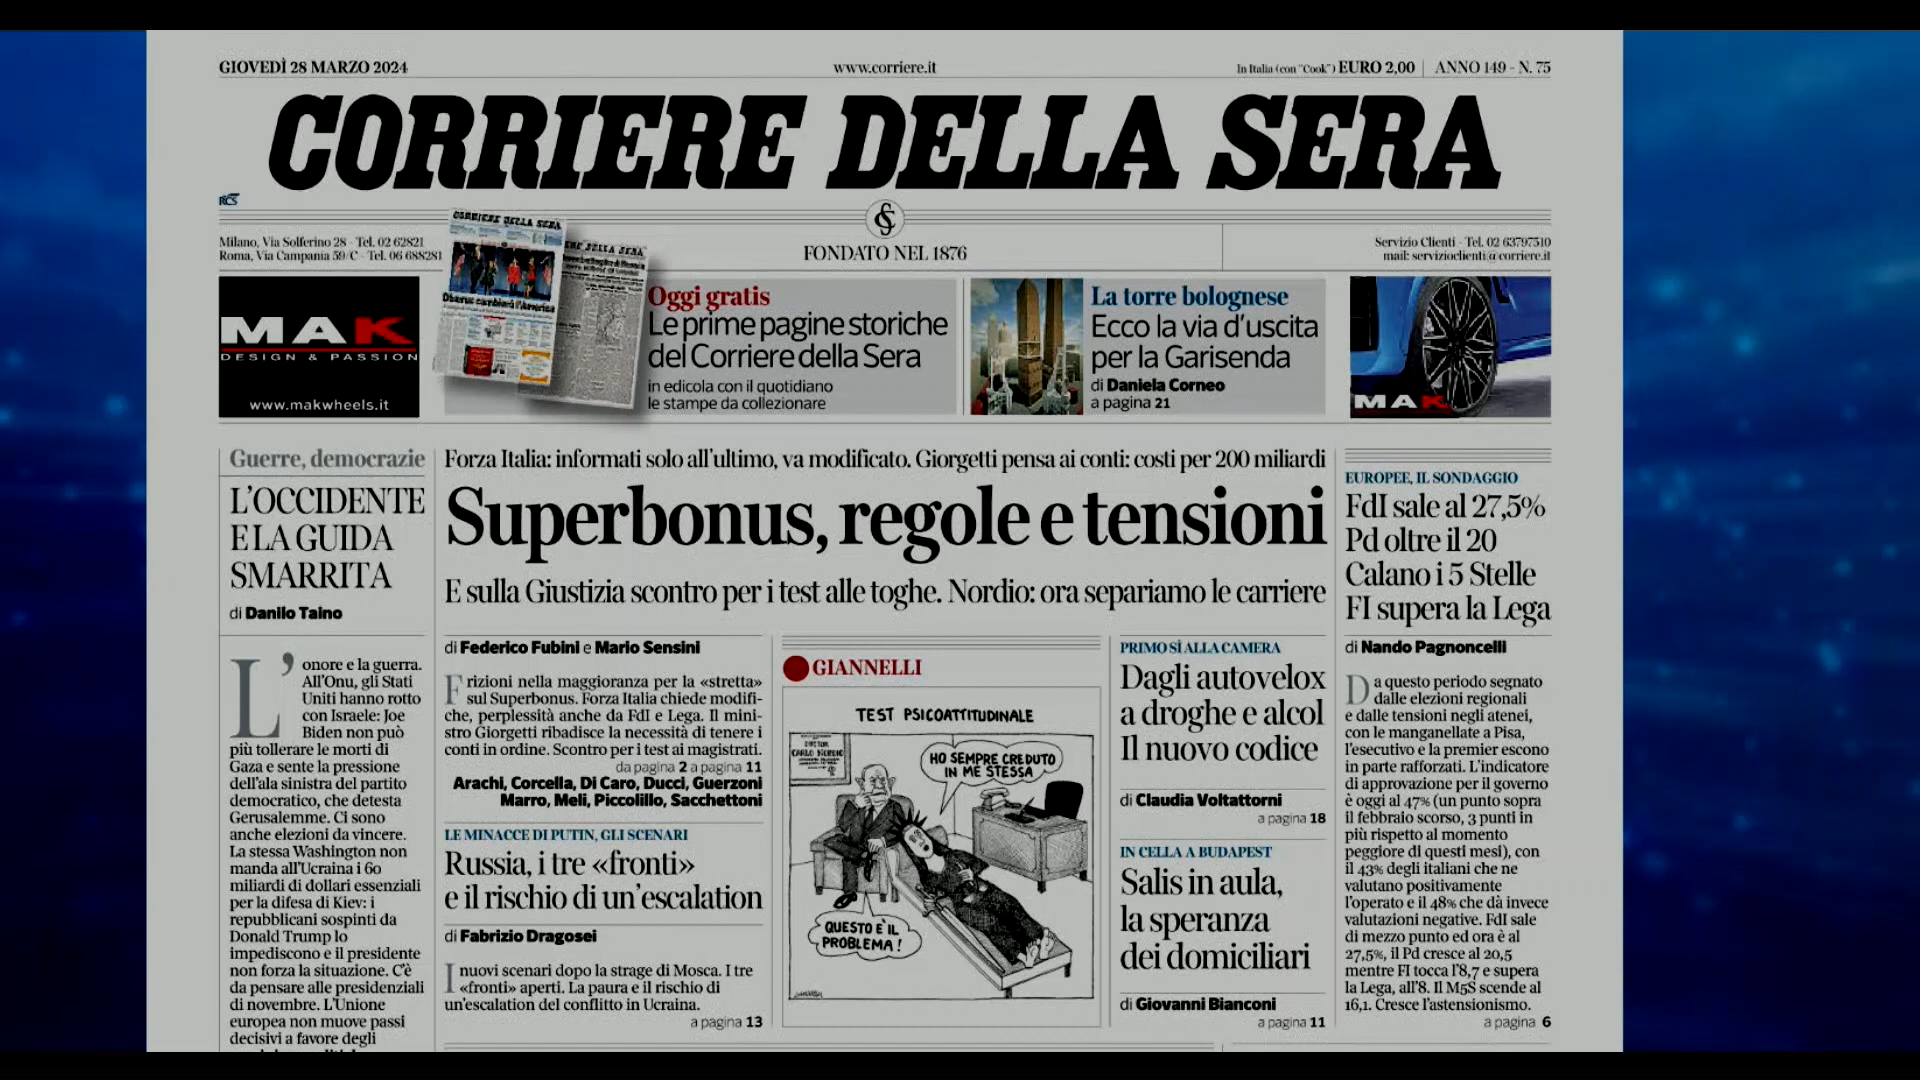 GIOVEDÌ 28 MARZO 2024
www.corriere.it
In Italia (con "Cook") EURO 2,00 | ANNO 149 - N. 75
CORRIERE DELLA SERA
RCS
Milano, Via Solferino 28 - Tel. 02 62821
Roma, Via Campania 59/C - Tel. 06 688281
FONDATO NEL 1876
Servizio Clienti - Tel. 02 63797510
mail: servizioclienti@corriere.it
MAK
DESIGN & PASSION
www.makwheels.it
CORRIERE DELLA SERA
Obama: cambierà l'America
Oggi gratis
Le prime pagine storiche
del Corriere della Sera
in edicola con il quotidiano
le stampe da collezionare
La torre bolognese
Ecco la via d'uscita
per la Garisenda
di Daniela Corneo
a pagina 21
MAK
Guerre, democrazie
L'OCCIDENTE
E LA GUIDA
SMARRITA
di Danilo Taino
L'onore e la guerra.
All'Onu, gli Stati
Uniti hanno rotto
con Israele: Joe
Biden non può
più tollerare le morti di
Gaza e sente la pressione
dell'ala sinistra del partito
democratico, che detesta
Gerusalemme. Ci sono
anche elezioni da vincere.
La stessa Washington non
manda all'Ucraina i 60
miliardi di dollari essenziali
per la difesa di Kiev: i
repubblicani sospinti da
Donald Trump lo
impediscono e il presidente
non forza la situazione. C'è
da pensare alle presidenziali
di novembre. L'Unione
europea non muove passi
decisivi a favore degli
Forza Italia: informati solo all'ultimo, va modificato. Giorgetti pensa ai conti: costi per 200 miliardi
Superbonus, regole e tensioni
E sulla Giustizia scontro per i test alle toghe. Nordio: ora separiamo le carriere
di Federico Fubini e Mario Sensini
Frizioni nella maggioranza per la «stretta»
sul Superbonus. Forza Italia chiede modifi-
che, perplessità anche da FdI e Lega. Il mini-
stro Giorgetti ribadisce la necessità di tenere i
conti in ordine. Scontro per i test ai magistrati.
da pagina 2 a pagina 11
Arachi, Corcella, Di Caro, Ducci, Guerzoni
Marro, Meli, Piccolillo, Sacchettoni
LE MINACCE DI PUTIN, GLI SCENARI
Russia, i tre «fronti»
e il rischio di un'escalation
di Fabrizio Dragosei
I nuovi scenari dopo la strage di Mosca. I tre
«fronti» aperti. La paura e il rischio di
un'escalation del conflitto in Ucraina.
a pagina 13
GIANNELLI
TEST PSICOATTITUDINALE
HO SEMPRE CREDUTO
IN ME STESSA
QUESTO È IL
PROBLEMA!
PRIMO SÌ ALLA CAMERA
Dagli autovelox
a droghe e alcol
Il nuovo codice
di Claudia Voltattorni
a pagina 18
IN CELLA A BUDAPEST
Salis in aula,
la speranza
dei domiciliari
di Giovanni Bianconi
a pagina 11
EUROPEE, IL SONDAGGIO
FdI sale al 27,5%
Pd oltre il 20
Calano i 5 Stelle
FI supera la Lega
di Nando Pagnoncelli
Da questo periodo segnato
dalle elezioni regionali
e dalle tensioni negli atenei,
con le manganellate a Pisa,
l'esecutivo e la premier escono
in parte rafforzati. L'indicatore
di approvazione per il governo
è oggi al 47% (un punto sopra
il febbraio scorso, 3 punti in
più rispetto al momento
peggiore di questi mesi), con
il 43% degli italiani che ne
valutano positivamente
l'operato e il 48% che dà invece
valutazioni negative. FdI sale
di mezzo punto ed ora è al
27,5%, il Pd cresce al 20,5
mentre FI tocca l'8,7 e supera
la Lega, all'8. Il M5S scende al
16,1. Cresce l'astensionismo.
a pagina 6